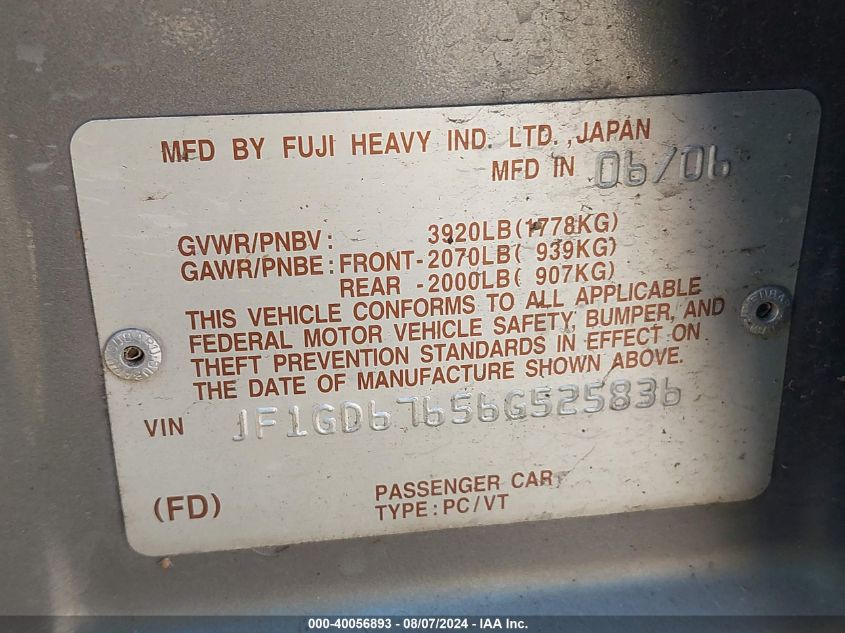 MFD BY FUJI HEAVY IND. LTD., JAPAN
MFD IN 06/06
GVWR/PNBV: 3920LB(1778KG)
GAWR/PNBE: FRONT-2070LB( 939KG)
REAR -2000LB( 907KG)
THIS VEHICLE CONFORMS TO ALL APPLICABLE
FEDERAL MOTOR VEHICLE SAFETY, BUMPER, AND
THEFT PREVENTION STANDARDS IN EFFECT ON
THE DATE OF MANUFACTURE SHOWN ABOVE.
VIN JF1GD67656G525836
(FD) PASSENGER CAR
TYPE: PC/VT
000-40056893 - 08/07/2024 - IAA Inc.